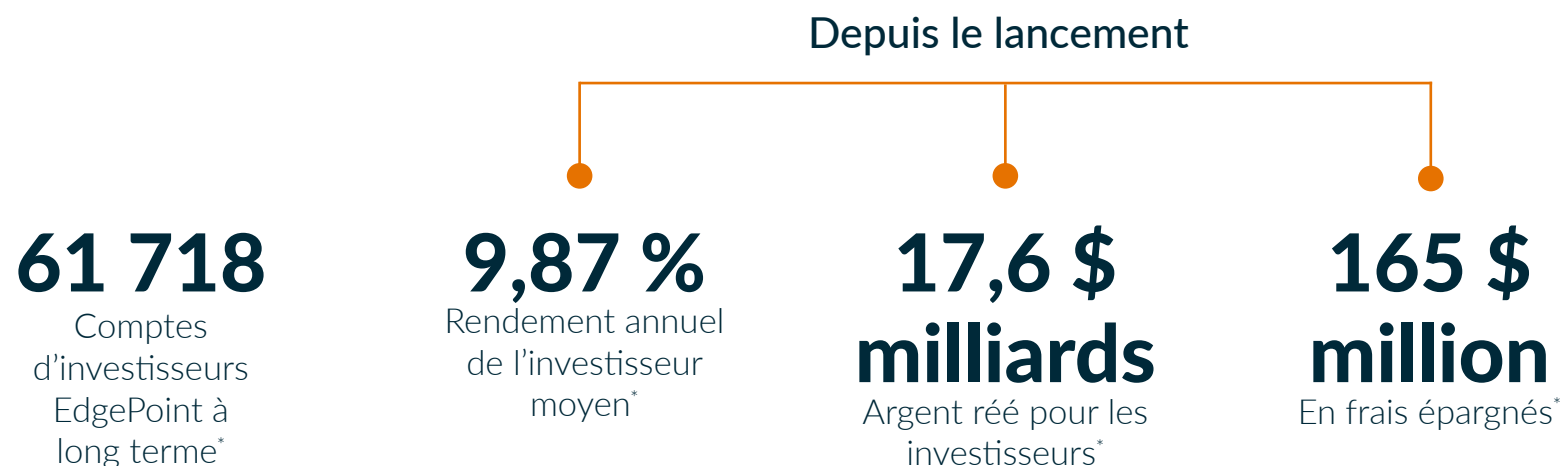 Depuis le lancement
61 718
Comptes
d’investisseurs
EdgePoint à
long terme*
9,87 %
Rendement annuel
de l’investisseur
moyen*
17,6 $
milliards
Argent réé pour les
investisseurs*
165 $
million
En frais épargnés*